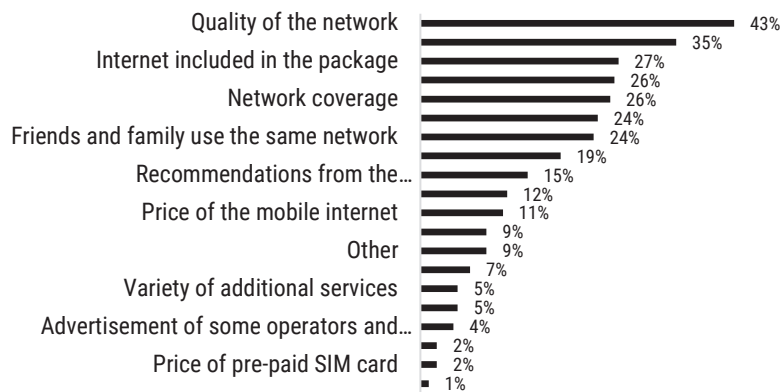 Quality of the network 43%
35%
Internet included in the package 27%
26%
Network coverage 26%
24%
Friends and family use the same network 24%
19%
Recommendations from the... 15%
12%
Price of the mobile internet 11%
9%
Other 9%
7%
Variety of additional services 5%
5%
Advertisement of some operators and... 4%
2%
Price of pre-paid SIM card 2%
1%